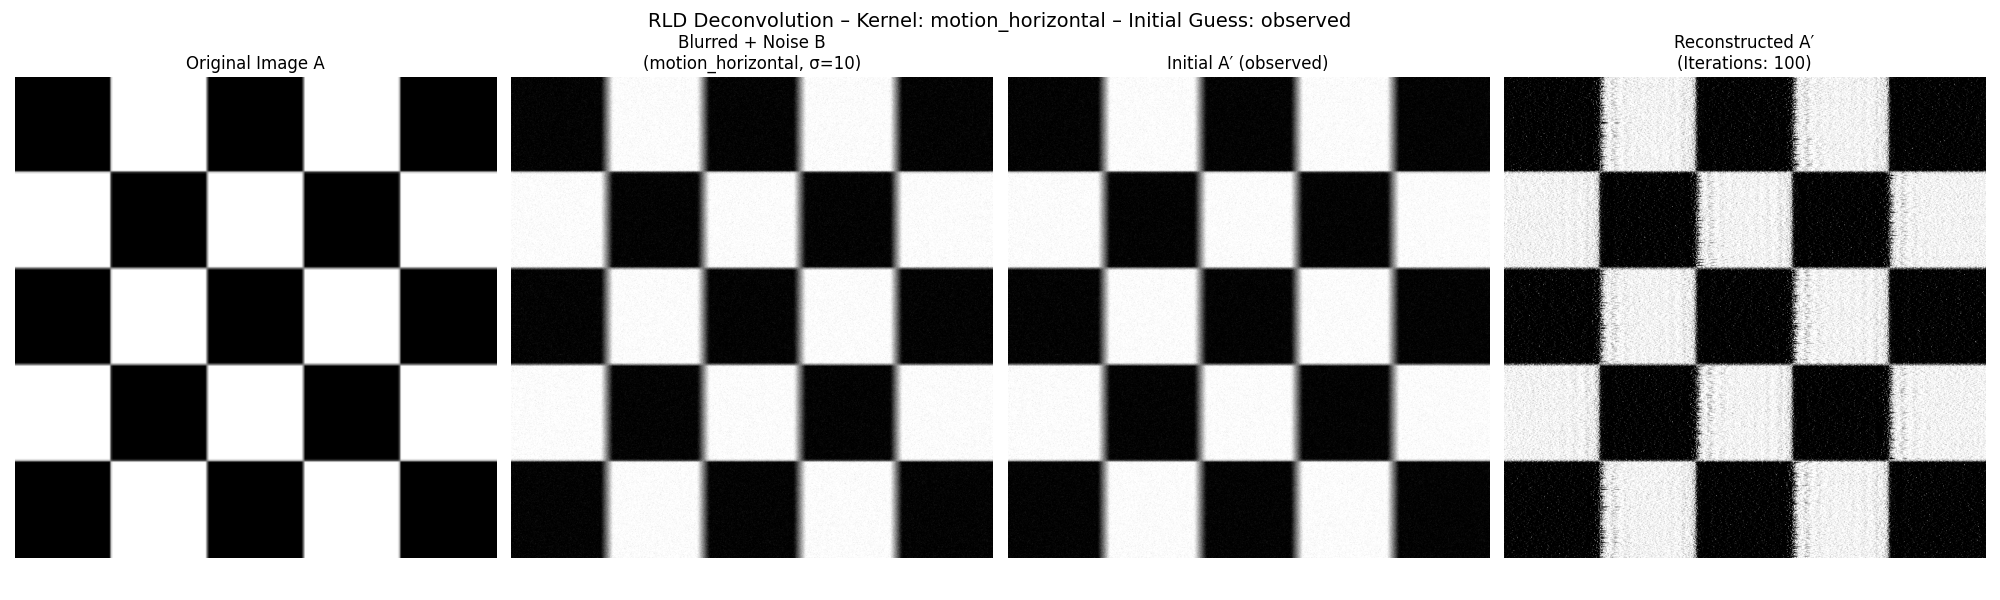 RLD Deconvolution – Kernel: motion_horizontal – Initial Guess: observed
Original Image A
Blurred + Noise B
(motion_horizontal, σ=10)
Initial A′ (observed)
Reconstructed A′
(Iterations: 100)